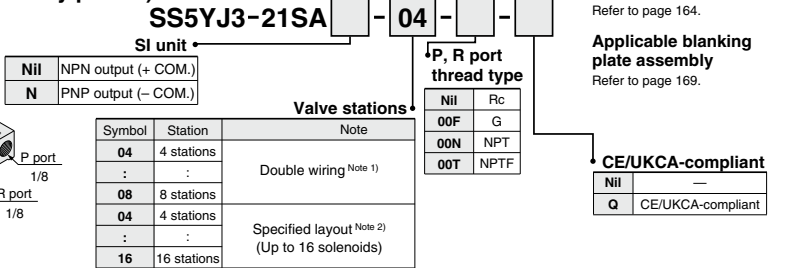 SS5YJ3-21SA - 04 - -
SI unit
Nil NPN output (+ COM.)
N PNP output (– COM.)
P port
1/8
R port
1/8
Valve stations
Symbol Station Note
04 4 stations
: :
08 8 stations
Double wiring Note 1)
04 4 stations
: :
16 16 stations
Specified layout Note 2)
(Up to 16 solenoids)
P, R port
thread type
Nil Rc
00F G
00N NPT
00T NPTF
Refer to page 164.
Applicable blanking
plate assembly
Refer to page 169.
CE/UKCA-compliant
Nil —
Q CE/UKCA-compliant